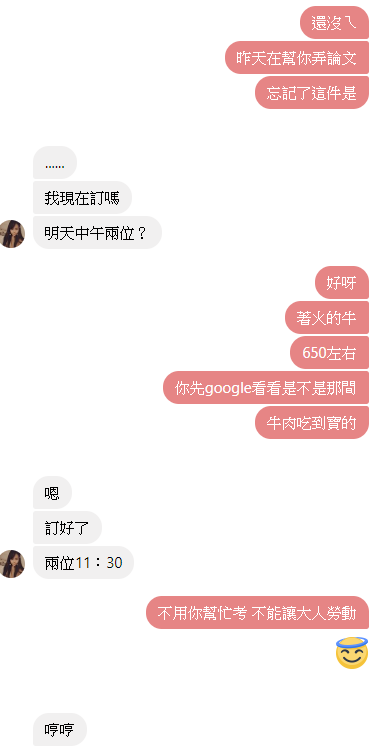 還沒ㄟ
昨天在幫你弄論文
忘記了這件是
......
我現在訂嗎
明天中午兩位？
好呀
著火的牛
650左右
你先google看看是不是那間
牛肉吃到寶的
嗯
訂好了
兩位11：30
不用你幫忙考 不能讓大人勞動
哼哼